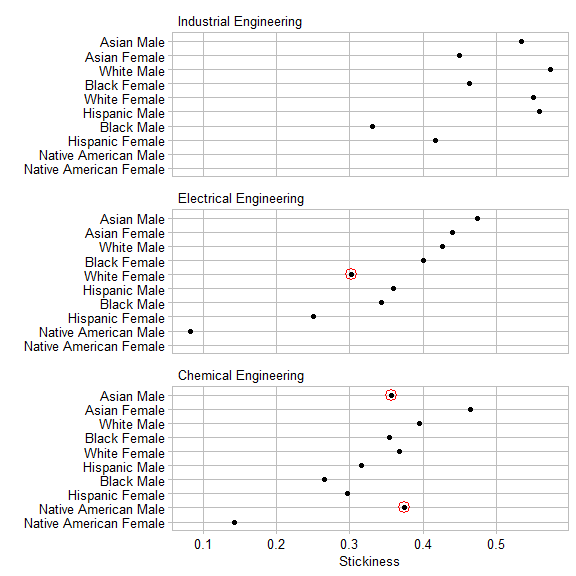 Industrial Engineering
Asian Male
Asian Female
White Male
Black Female
White Female
Hispanic Male
Black Male
Hispanic Female
Native American Male
Native American Female
Electrical Engineering
Asian Male
Asian Female
White Male
Black Female
White Female
Hispanic Male
Black Male
Hispanic Female
Native American Male
Native American Female
Chemical Engineering
Asian Male
Asian Female
White Male
Black Female
White Female
Hispanic Male
Black Male
Hispanic Female
Native American Male
Native American Female
0.1 0.2 0.3 0.4 0.5
Stickiness